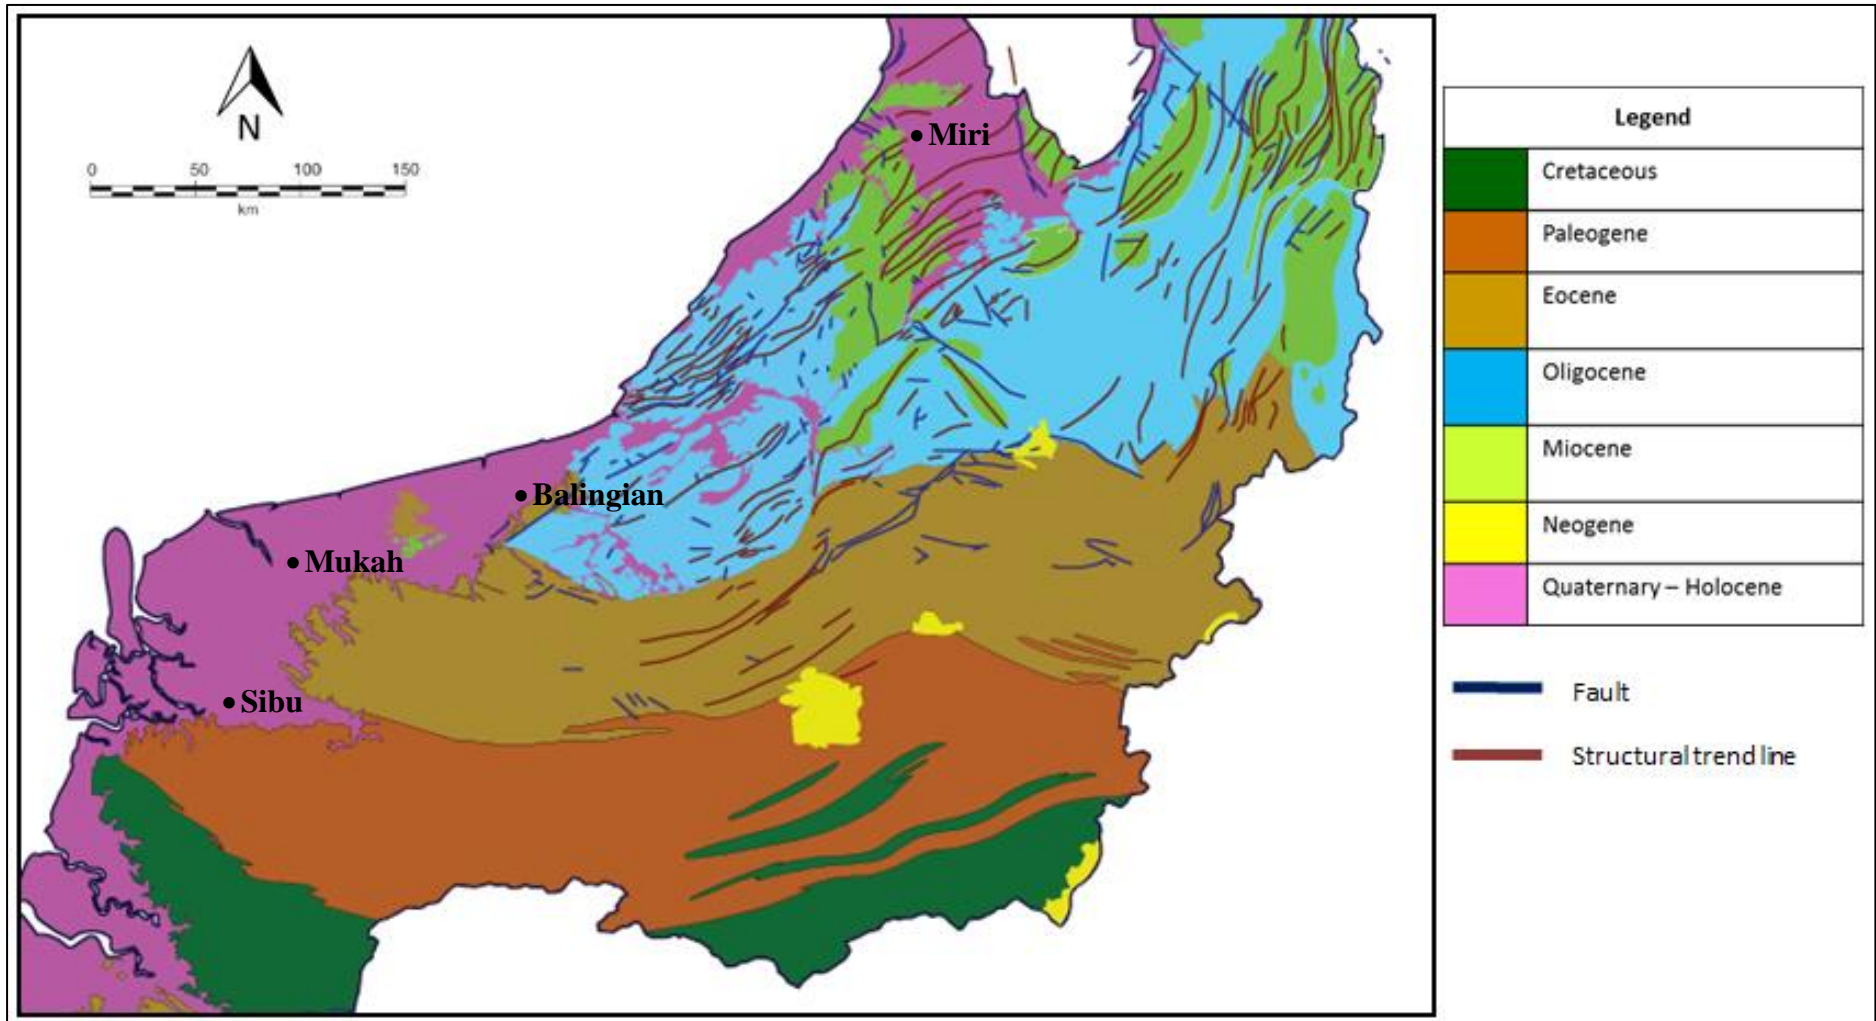 N
0 50 100 150
km
Miri
Balingian
Mukah
Sibu
Legend
Cretaceous
Paleogene
Eocene
Oligocene
Miocene
Neogene
Quaternary – Holocene
Fault
Structural trend line